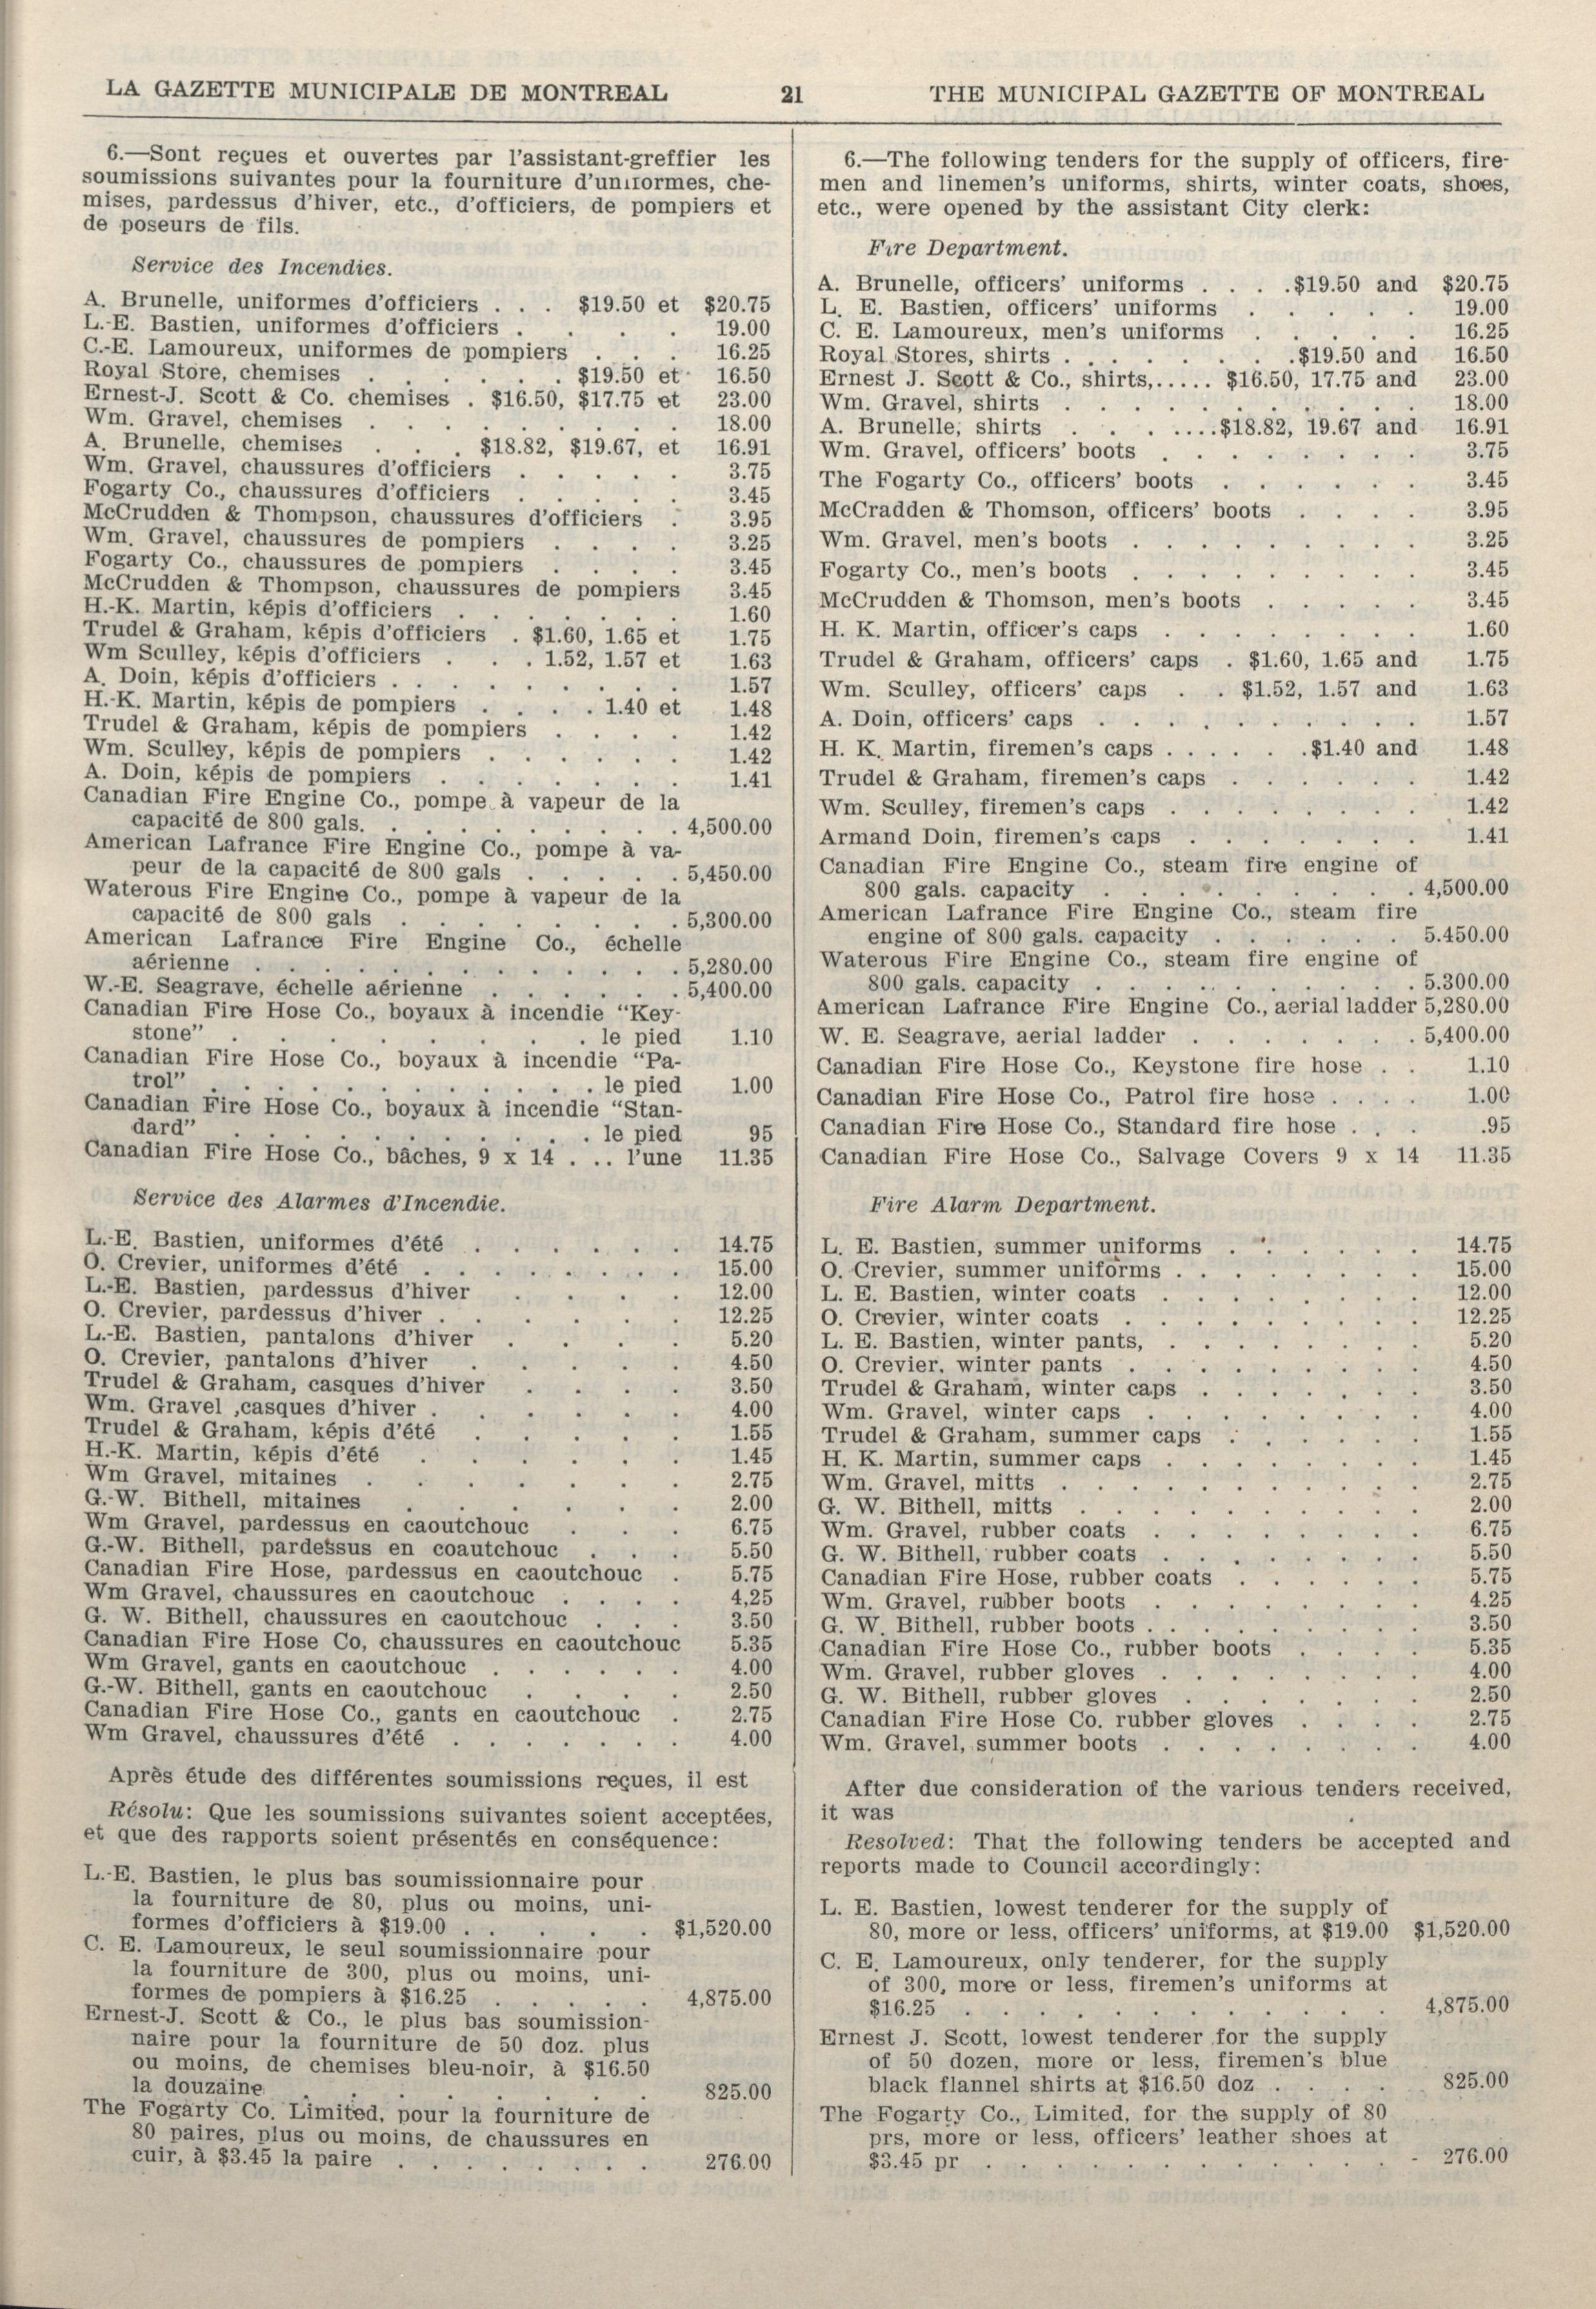 LA GAZETTE MUNICIPALE DE MONTREAL 21 THE MUNICIPAL GAZETTE OF MONTREAL
6.—Sont reçues et ouvertes par l'assistant-greffier les
soumissions suivantes pour la fourniture d'uniformes, che-
mises, pardessus d'hiver, etc., d'officiers, de pompiers et
de poseurs de fils.
Service des Incendies.
A. Brunelle, uniformes d'officiers . . . $19.50 et $20.75
L.-E. Bastien, uniformes d'officiers . . . . . 19.00
C.-E. Lamoureux, uniformes de pompiers . . . 16.25
Royal Store, chemises . . . . . . $19.50 et 16.50
Ernest-J. Scott & Co. chemises . $16.50, $17.75 et 23.00
Wm. Gravel, chemises . . . . . . . . . 18.00
A. Brunelle, chemises . . . $18.82, $19.67, et 16.91
Wm. Gravel, chaussures d'officiers . . . . . 3.75
Fogarty Co., chaussures d'officiers . . . . . 3.45
McCrudden & Thompson, chaussures d'officiers . 3.95
Wm. Gravel, chaussures de pompiers . . . . 3.25
Fogarty Co., chaussures de pompiers . . . . 3.45
McCrudden & Thompson, chaussures de pompiers 3.45
H.-K. Martin, képis d'officiers . . . . . . . 1.60
Trudel & Graham, képis d'officiers . $1.60, 1.65 et 1.75
Wm Sculley, képis d'officiers . . . 1.52, 1.57 et 1.63
A. Doin, képis d'officiers . . . . . . . . . 1.57
H.-K. Martin, képis de pompiers . . . . 1.40 et 1.48
Trudel & Graham, képis de pompiers . . . . 1.42
Wm. Sculley, képis de pompiers . . . . . . 1.42
A. Doin, képis de pompiers . . . . . . . 1.41
Canadian Fire Engine Co., pompe à vapeur de la
capacité de 800 gals. . . . . . . . . . 4,500.00
American Lafrance Fire Engine Co., pompe à va-
peur de la capacité de 800 gals . . . . . 5,450.00
Waterous Fire Engine Co., pompe à vapeur de la
capacité de 800 gals . . . . . . . . . 5,300.00
American Lafrance Fire Engine Co., échelle
aérienne . . . . . . . . . . . . . 5,280.00
W.-E. Seagrave, échelle aérienne . . . . . . 5,400.00
Canadian Fire Hose Co., boyaux à incendie "Key-
stone" . . . . . . . . . le pied 1.10
Canadian Fire Hose Co., boyaux à incendie "Pa-
trol" . . . . . . . . . . . . le pied 1.00
Canadian Fire Hose Co., boyaux à incendie "Stan-
dard" . . . . . . . . . . . le pied 95
Canadian Fire Hose Co., bâches, 9 x 14 . .. l'une 11.35
Service des Alarmes d'Incendie.
L.-E. Bastien, uniformes d'été . . . . . . 14.75
O. Crevier, uniformes d'été . . . . . . . . 15.00
L.-E. Bastien, pardessus d'hiver . . . . 12.00
O. Crevier, pardessus d'hiver . . . . . . 12.25
L.-E. Bastien, pantalons d'hiver . . . . 5.20
O. Crevier, pantalons d'hiver . . . . . 4.50
Trudel & Graham, casques d'hiver . . . . 3.50
Wm. Gravel ,casques d'hiver . . . . . . 4.00
Trudel & Graham, képis d'été . . . . . 1.55
H.-K. Martin, képis d'été . . . . . . 1.45
Wm Gravel, mitaines . . . . . . . 2.75
G.-W. Bithell, mitaines . . . . . . 2.00
Wm Gravel, pardessus en caoutchouc . . . 6.75
G.-W. Bithell, pardessus en coautchouc . . . 5.50
Canadian Fire Hose, pardessus en caoutchouc . 5.75
Wm Gravel, chaussures en caoutchouc . . . . 4,25
G. W. Bithell, chaussures en caoutchouc . . . 3.50
Canadian Fire Hose Co, chaussures en caoutchouc 5.35
Wm Gravel, gants en caoutchouc . . . . . . 4.00
G.-W. Bithell, gants en caoutchouc . . . . 2.50
Canadian Fire Hose Co., gants en caoutchouc . 2.75
Wm Gravel, chaussures d'été . . . . . . . 4.00
Après étude des différentes soumissions reçues, il est
Résolu: Que les soumissions suivantes soient acceptées,
et que des rapports soient présentés en conséquence:
L.-E. Bastien, le plus bas soumissionnaire pour
la fourniture de 80, plus ou moins, uni-
formes d'officiers à $19.00 . . . . . $1,520.00
C. E. Lamoureux, le seul soumissionnaire pour
la fourniture de 300, plus ou moins, uni-
formes de pompiers à $16.25 . . . . . 4,875.00
Ernest-J. Scott & Co., le plus bas soumission-
naire pour la fourniture de 50 doz. plus
ou moins, de chemises bleu-noir, à $16.50
la douzaine . . . . . . . . 825.00
The Fogarty Co. Limited, pour la fourniture de
80 paires, plus ou moins, de chaussures en
cuir, à $3.45 la paire . . . . . . . . 276.00
6.—The following tenders for the supply of officers, fire-
men and linemen's uniforms, shirts, winter coats, shoes,
etc., were opened by the assistant City clerk:
Fire Department.
A. Brunelle, officers' uniforms . . . .$19.50 and $20.75
L. E. Bastien, officers' uniforms . . . . . 19.00
C. E. Lamoureux, men's uniforms . . . . . 16.25
Royal Stores, shirts . . . . . . . .$19.50 and 16.50
Ernest J. Scott & Co., shirts,..... $16.50, 17.75 and 23.00
Wm. Gravel, shirts . . . . . . . . . . . 18.00
A. Brunelle, shirts . . . ....$18.82, 19.67 and 16.91
Wm. Gravel, officers' boots . . . . . . . . 3.75
The Fogarty Co., officers' boots . . . . . . 3.45
McCradden & Thomson, officers' boots . . . . 3.95
Wm. Gravel, men's boots . . . . . . . . . 3.25
Fogarty Co., men's boots . . . . . . . . . 3.45
McCrudden & Thomson, men's boots . . . . . 3.45
H. K. Martin, officer's caps . . . . . . . . 1.60
Trudel & Graham, officers' caps . $1.60, 1.65 and 1.75
Wm. Sculley, officers' caps . . $1.52, 1.57 and 1.63
A. Doin, officers' caps . . . . . . . . . . 1.57
H. K. Martin, firemen's caps . . . . . .$1.40 and 1.48
Trudel & Graham, firemen's caps . . . . . . 1.42
Wm. Sculley, firemen's caps . . . . . . . . 1.42
Armand Doin, firemen's caps . . . . . . . 1.41
Canadian Fire Engine Co., steam fire engine of
800 gals. capacity . . . . . . . . . . 4,500.00
American Lafrance Fire Engine Co., steam fire
engine of 800 gals. capacity . . . . . . 5.450.00
Waterous Fire Engine Co., steam fire engine of
800 gals. capacity . . . . . . . . . . 5.300.00
American Lafrance Fire Engine Co., aerial ladder 5,280.00
W. E. Seagrave, aerial ladder . . . . . . . 5,400.00
Canadian Fire Hose Co., Keystone fire hose . . 1.10
Canadian Fire Hose Co., Patrol fire hose . . . . 1.00
Canadian Fire Hose Co., Standard fire hose . . . .95
Canadian Fire Hose Co., Salvage Covers 9 x 14 11.35
Fire Alarm Department.
L. E. Bastien, summer uniforms . . . . . . 14.75
O. Crevier, summer uniforms . . . . . . . 15.00
L. E. Bastien, winter coats . . . . . . . . 12.00
O. Crevier, winter coats . . . . . . . . . 12.25
L. E. Bastien, winter pants, . . . . . . . . 5.20
O. Crevier, winter pants . . . . . . . . . 4.50
Trudel & Graham, winter caps . . . . . . . 3.50
Wm. Gravel, winter caps . . . . . . . . 4.00
Trudel & Graham, summer caps . . . . . . 1.55
H. K. Martin, summer caps . . . . . . . . 1.45
Wm. Gravel, mitts . . . . . . . . . . . 2.75
G. W. Bithell, mitts . . . . . . . . . . 2.00
Wm. Gravel, rubber coats . . . . . . . . 6.75
G. W. Bithell, rubber coats . . . . . . . . 5.50
Canadian Fire Hose, rubber coats . . . . . . 5.75
Wm. Gravel, rubber boots . . . . . . . . 4.25
G. W. Bithell, rubber boots . . . . . . . . . 3.50
Canadian Fire Hose Co., rubber boots . . . . 5.35
Wm. Gravel, rubber gloves . . . . . . . . 4.00
G. W. Bithell, rubber gloves . . . . . . . 2.50
Canadian Fire Hose Co. rubber gloves . . . . 2.75
Wm. Gravel, summer boots . . . . . . . . 4.00
After due consideration of the various tenders received,
it was
Resolved: That the following tenders be accepted and
reports made to Council accordingly:
L. E. Bastien, lowest tenderer for the supply of
80, more or less, officers' uniforms, at $19.00 $1,520.00
C. E. Lamoureux, only tenderer, for the supply
of 300, more or less, firemen's uniforms at
$16.25 . . . . . . . . . . . . 4,875.00
Ernest J. Scott, lowest tenderer for the supply
of 50 dozen, more or less, firemen's blue
black flannel shirts at $16.50 doz . . . . 825.00
The Fogarty Co., Limited, for the supply of 80
prs, more or less, officers' leather shoes at
$3.45 pr . . . . . . . . . . . . - 276.00